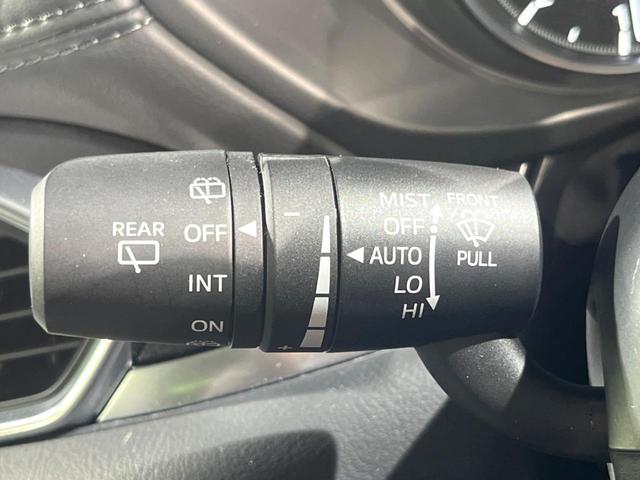 REAR
OFF
INT
ON
−
+
MIST
OFF
AUTO
LO
HI
FRONT
PULL